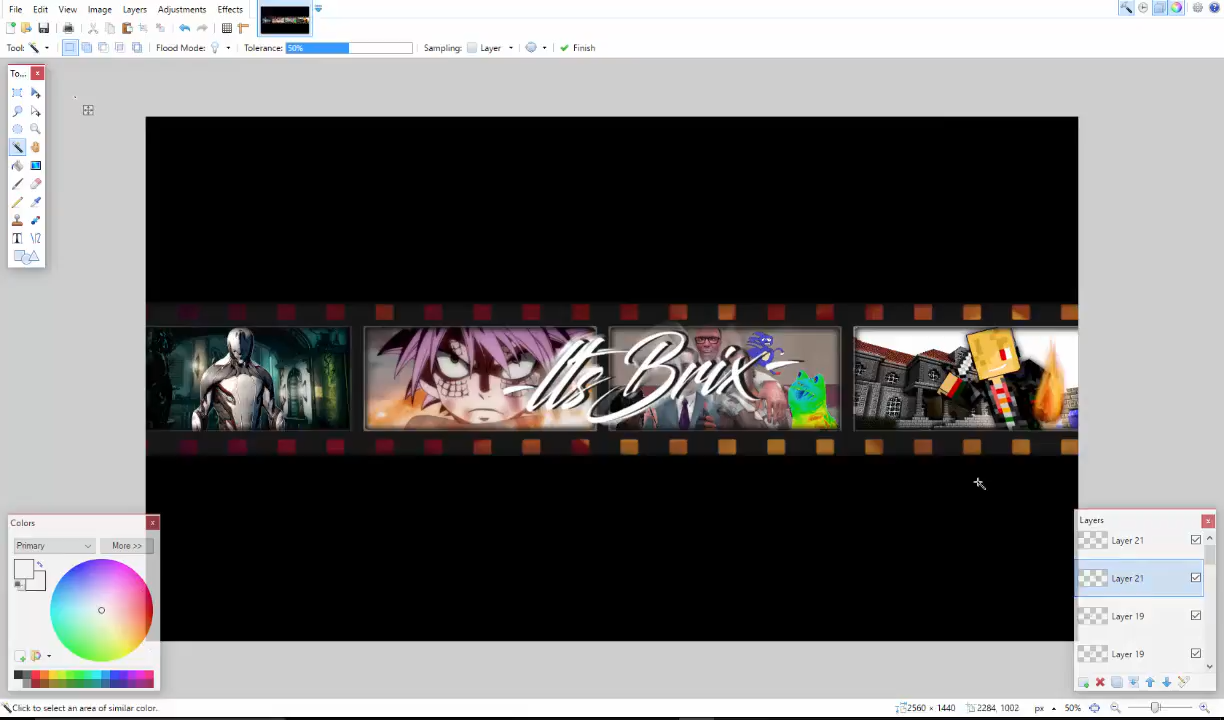 File Edit View Image Layers Adjustments Effects
Tool: Flood Mode: Tolerance: 50% Sampling: Layer Finish
To...
Its Brix
Colors
Primary More >>
Layers
Layer 21
Layer 21
Layer 19
Layer 19
Click to select an area of similar color. 2560 × 1440 2284, 1002 px 50%